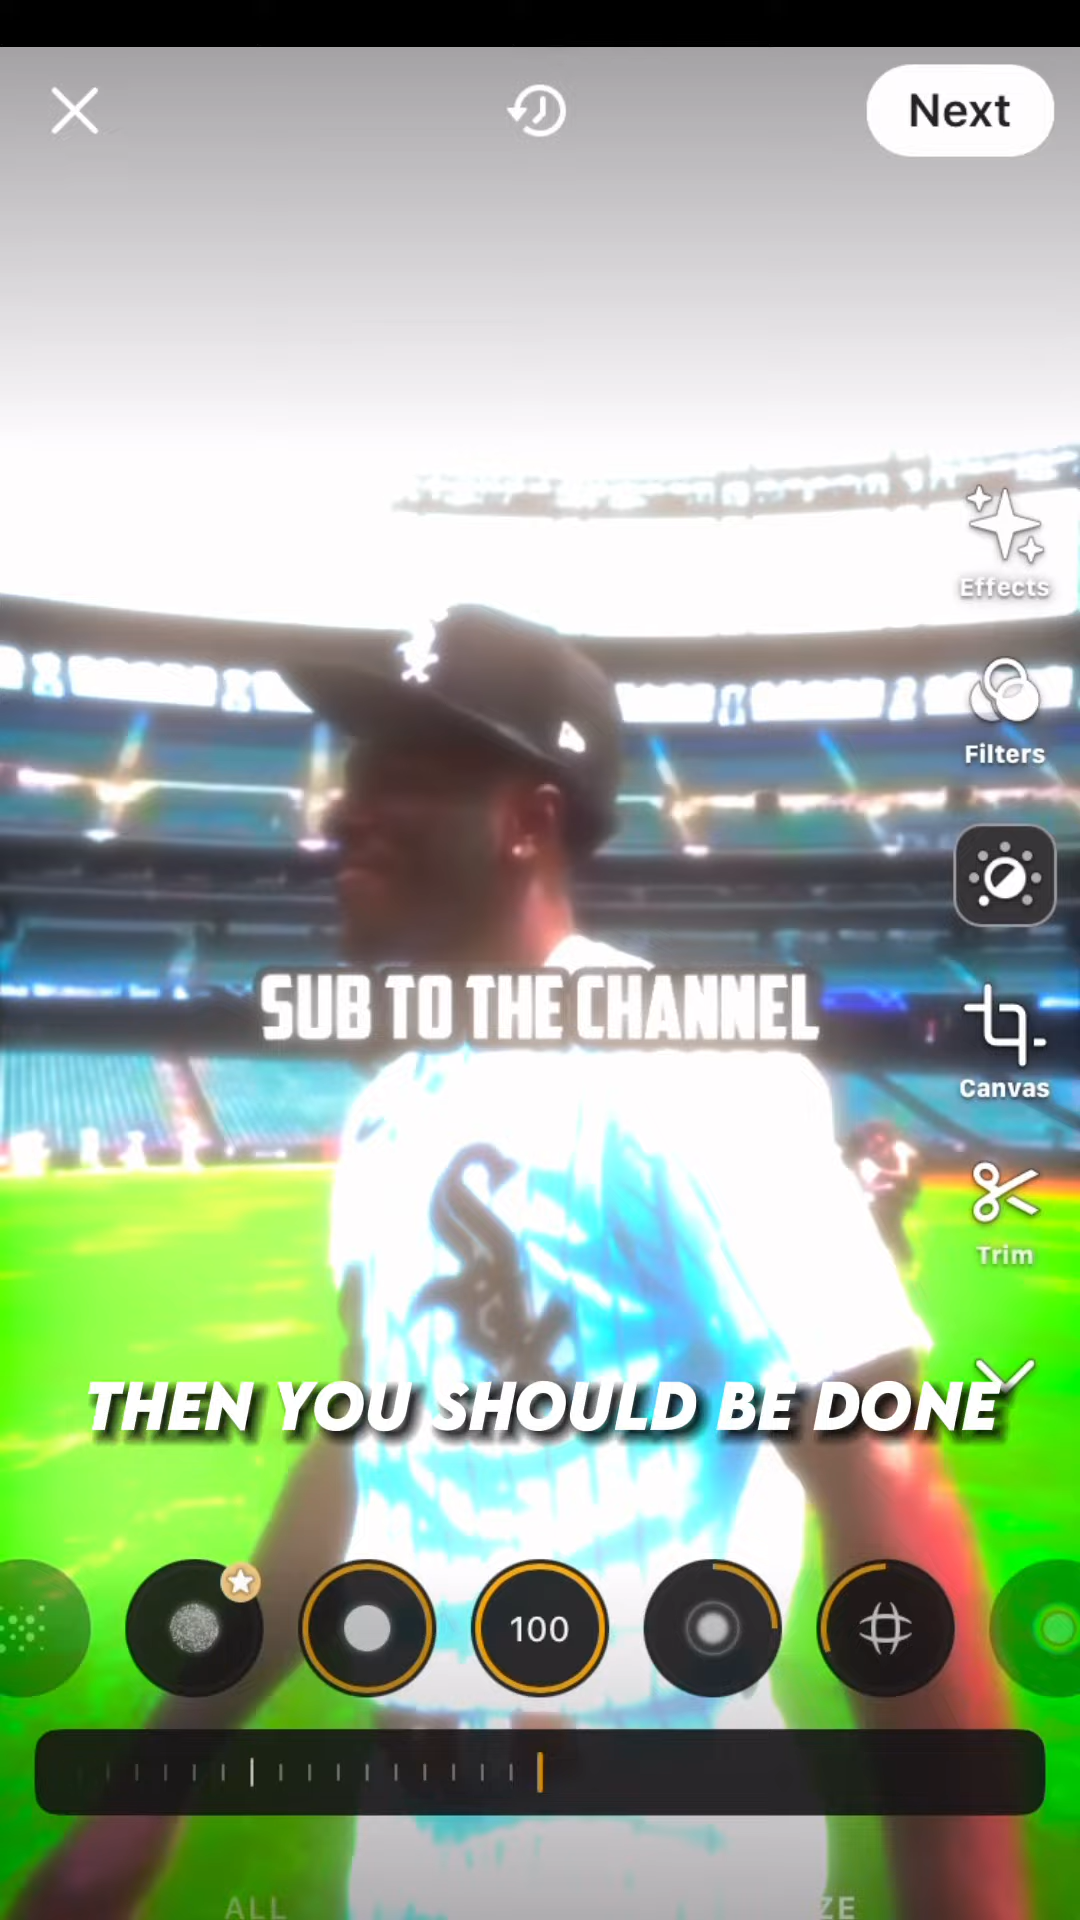 Next
Effects
Filters
SUB TO THE CHANNEL
Canvas
Trim
THEN YOU SHOULD BE DONE
100
ALL